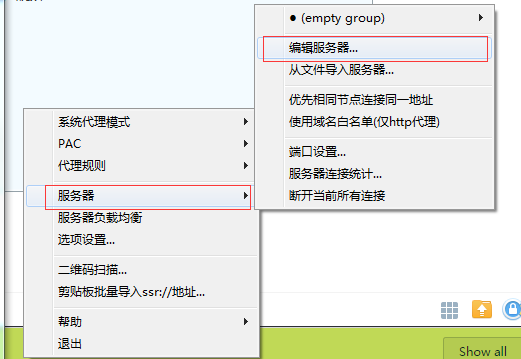 系统代理模式
PAC
代理规则
服务器
服务器负载均衡
选项设置...
二维码扫描...
剪贴板批量导入ssr://地址...
帮助
退出
● (empty group)
编辑服务器...
从文件导入服务器...
优先相同节点连接同一地址
使用域名白名单(仅http代理)
端口设置...
服务器连接统计...
断开当前所有连接
Show all